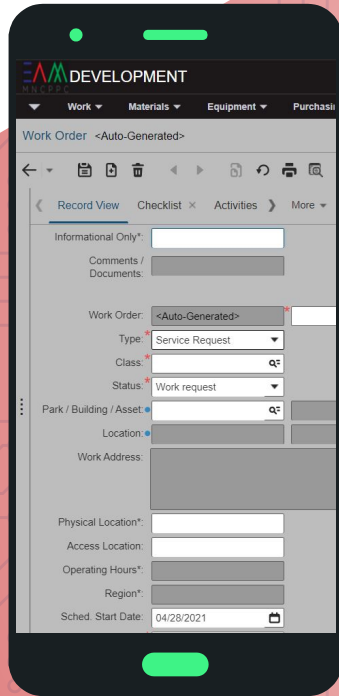 EAM DEVELOPMENT
MNCPPC
Work Materials Equipment
Work Order <Auto-Generated>
Record View Checklist × Activities More
Informational Only*:
Comments /
Documents:
Work Order: <Auto-Generated> *
Type: * Service Request
Class: *
Status: * Work request
Park / Building / Asset:
Location:
Work Address:
Physical Location*:
Access Location:
Operating Hours*:
Region*:
Sched. Start Date: 04/28/2021